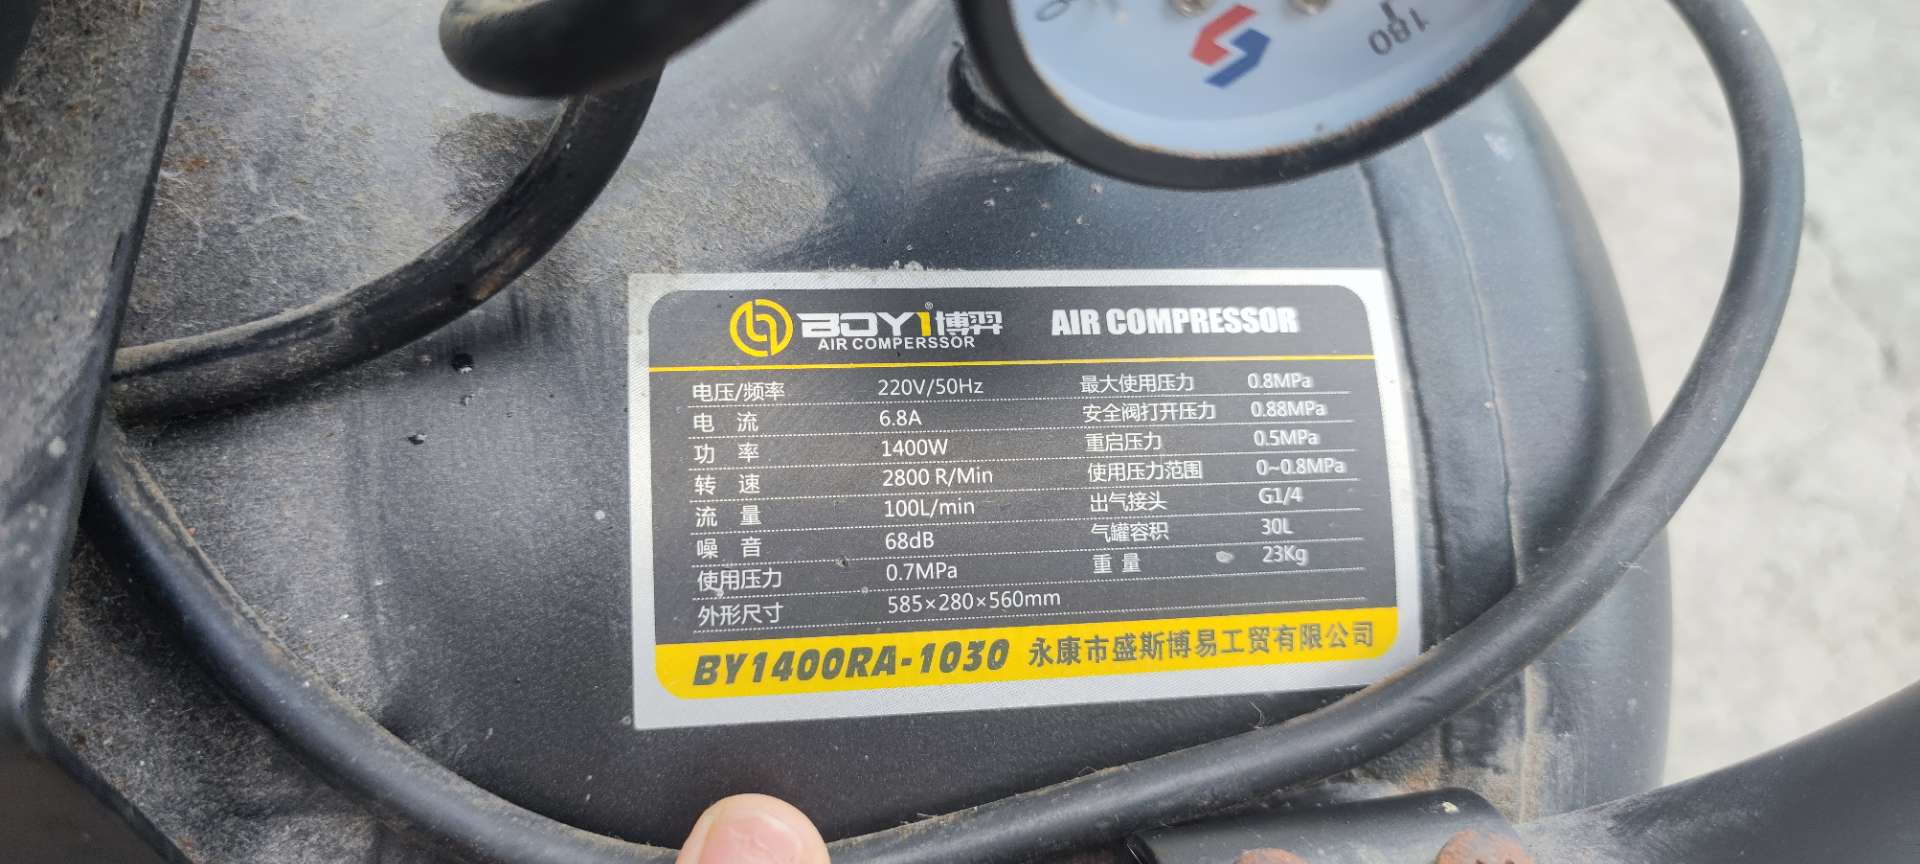 180
BOY1®博羿
AIR COMPERSSOR
AIR COMPRESSOR
电压/频率 220V/50Hz
电 流 6.8A
功 率 1400W
转 速 2800 R/Min
流 量 100L/min
噪 音 68dB
使用压力 0.7MPa
外形尺寸 585×280×560mm
最大使用压力 0.8MPa
安全阀打开压力 0.88MPa
重启压力 0.5MPa
使用压力范围 0~0.8MPa
出气接头 G1/4
气罐容积 30L
重 量 23Kg
BY1400RA-1030 永康市盛斯博易工贸有限公司